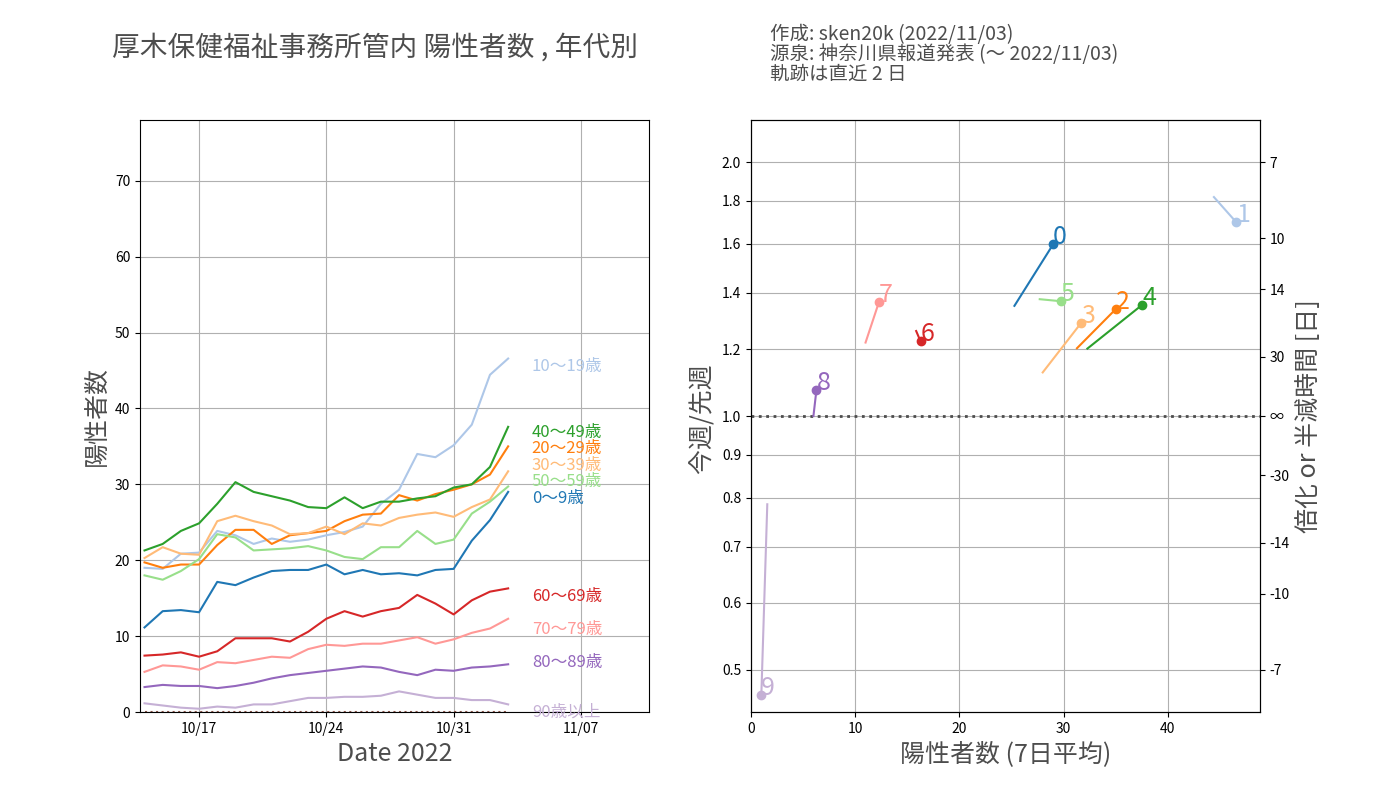 厚木保健福祉事務所管内 陽性者数 , 年代別
作成: sken20k (2022/11/03)
源泉: 神奈川県報道発表 (～ 2022/11/03)
軌跡は直近 2 日
陽性者数
70
60
50
40
30
20
10
0
10～19歳
40～49歳
20～29歳
30～39歳
50～59歳
0～9歳
60～69歳
70～79歳
80～89歳
90歳以上
10/17
10/24
10/31
11/07
Date 2022
今週/先週
2.0
1.8
1.6
1.4
1.2
1.0
0.9
0.8
0.7
0.6
0.5
1
0
7
5
2
4
3
6
8
9
0
10
20
30
40
陽性者数 (7日平均)
7
10
14
30
∞
-30
-14
-10
-7
倍化 or 半減時間 [日]